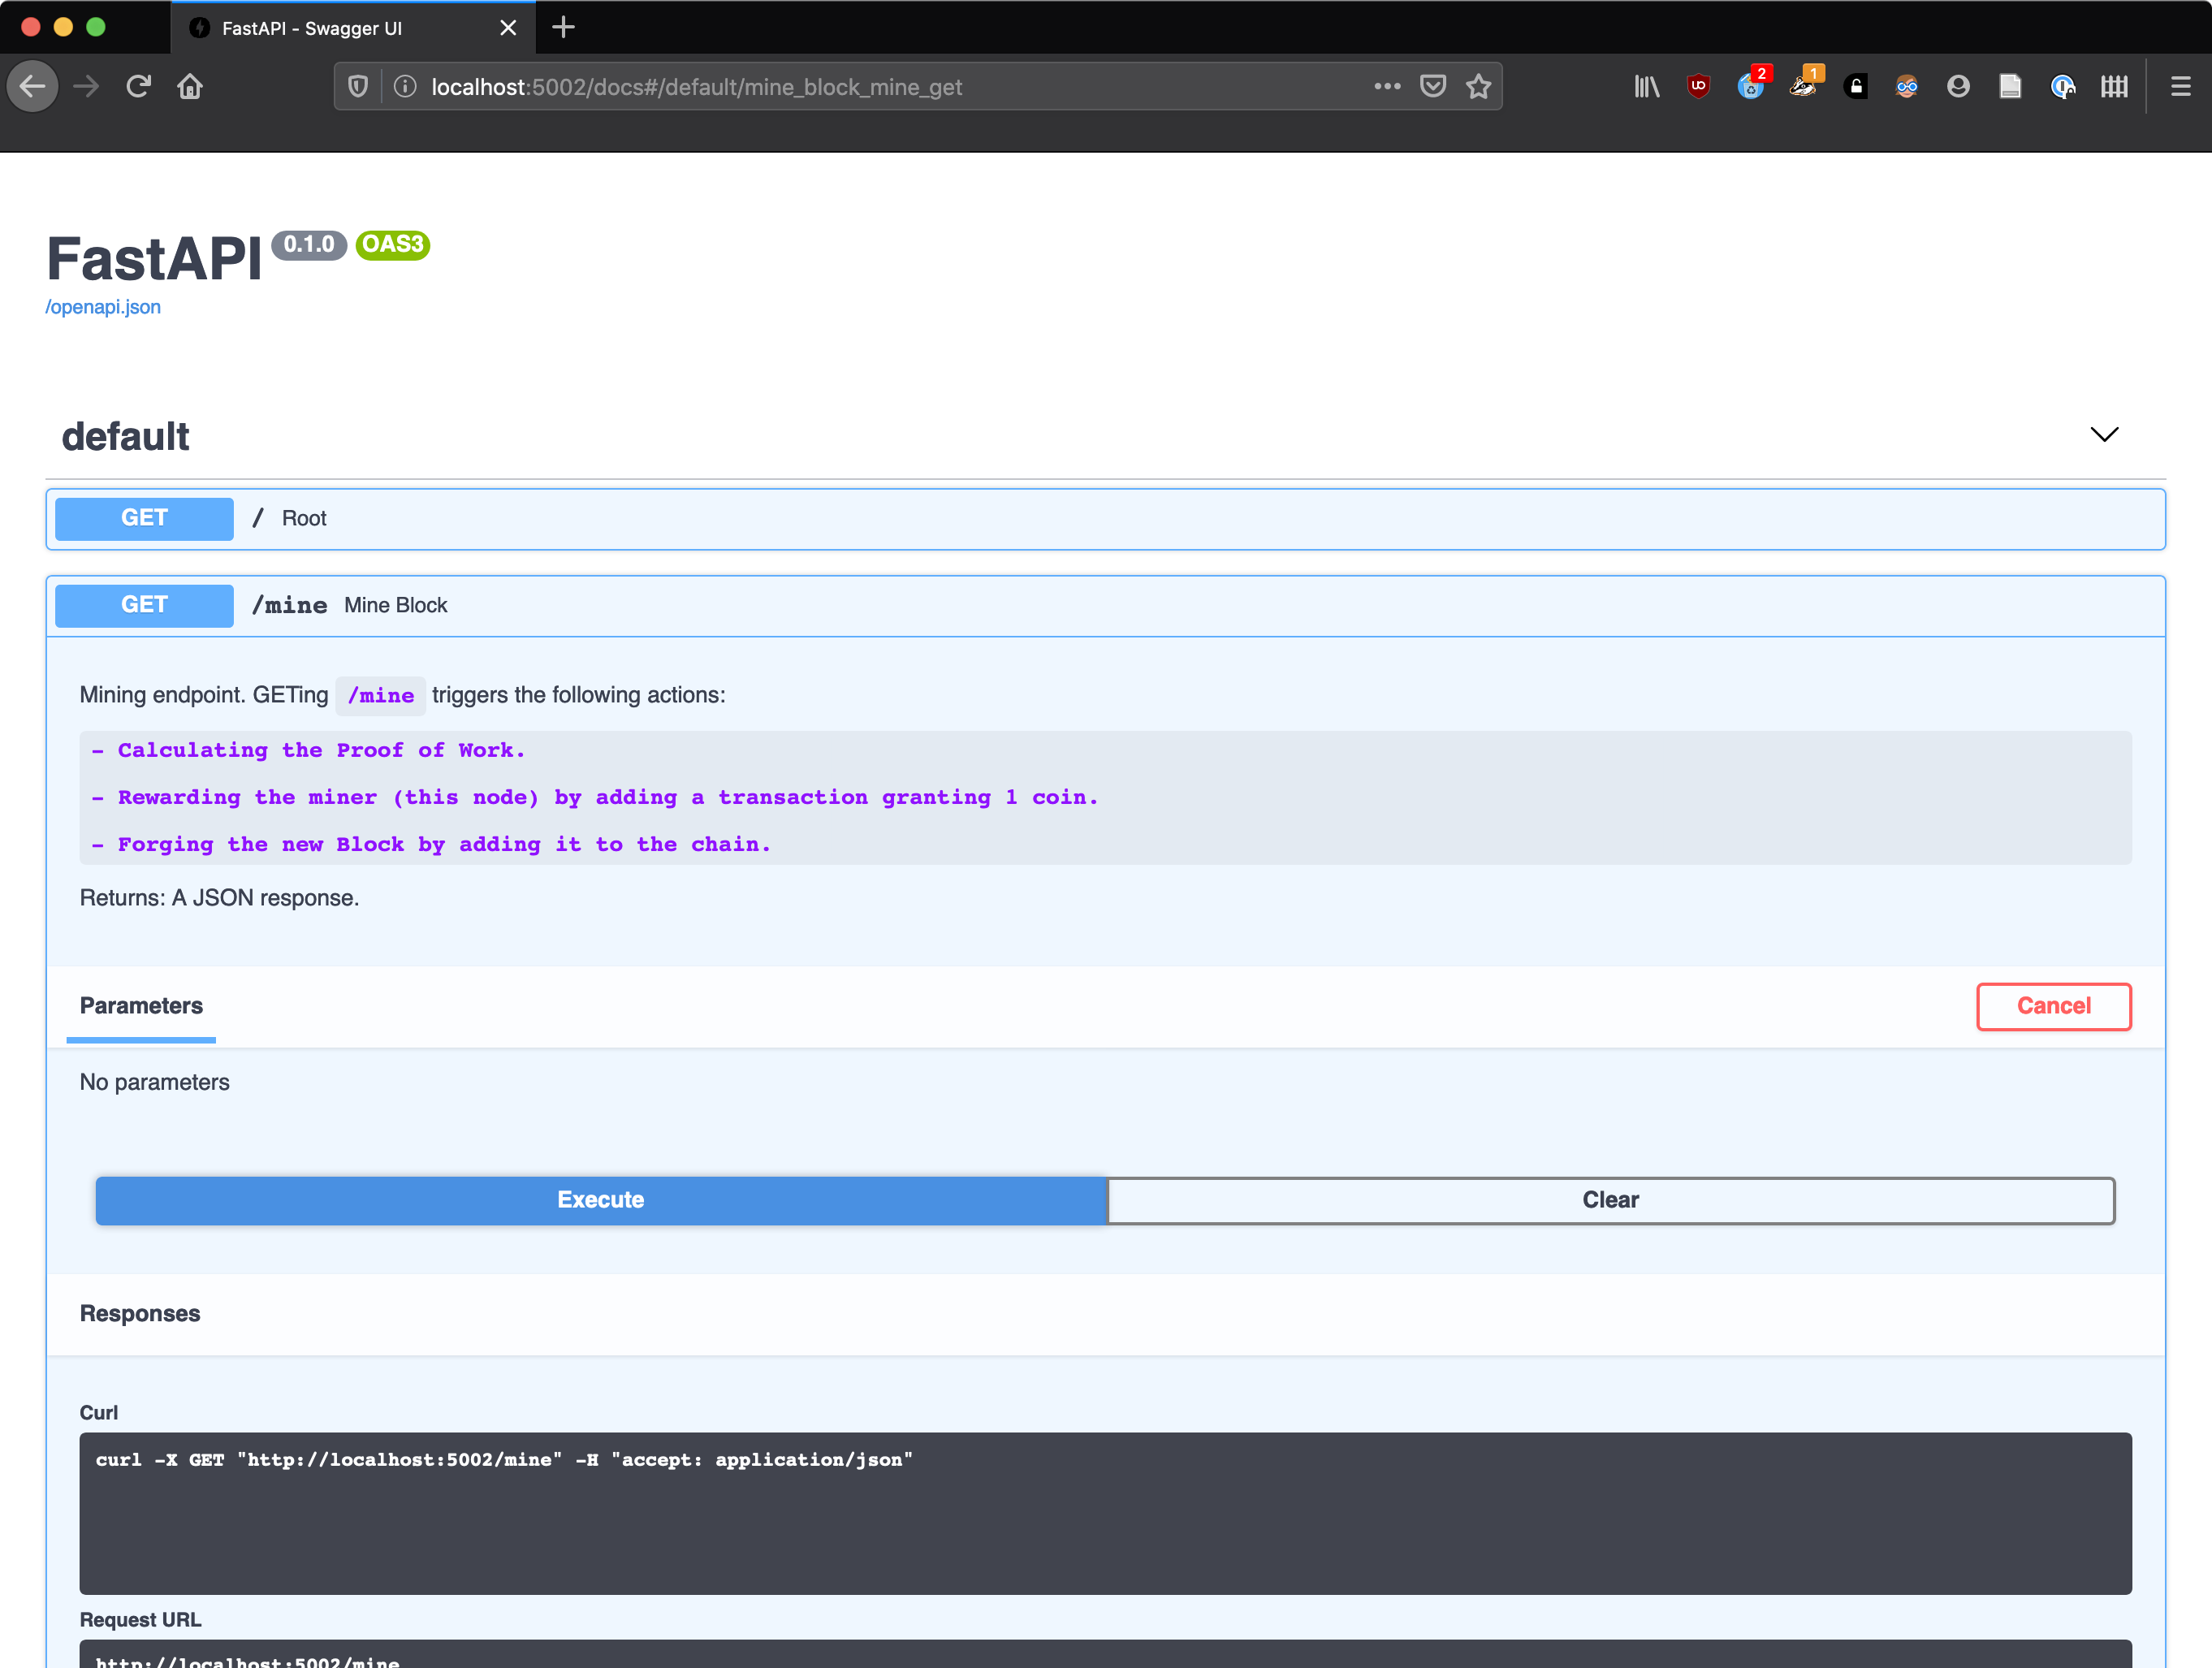 FastAPI - Swagger UI
localhost:5002/docs#/default/mine_block_mine_get
2
1
FastAPI 0.1.0 OAS3
/openapi.json
default
GET / Root
GET /mine Mine Block
Mining endpoint. GETing /mine triggers the following actions:
- Calculating the Proof of Work.
- Rewarding the miner (this node) by adding a transaction granting 1 coin.
- Forging the new Block by adding it to the chain.
Returns: A JSON response.
Parameters
Cancel
No parameters
Execute
Clear
Responses
Curl
curl -X GET "http://localhost:5002/mine" -H "accept: application/json"
Request URL
http://localhost:5002/mine